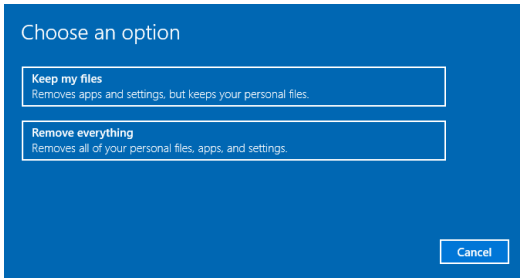 Choose an option
Keep my files
Removes apps and settings, but keeps your personal files.
Remove everything
Removes all of your personal files, apps, and settings.
Cancel